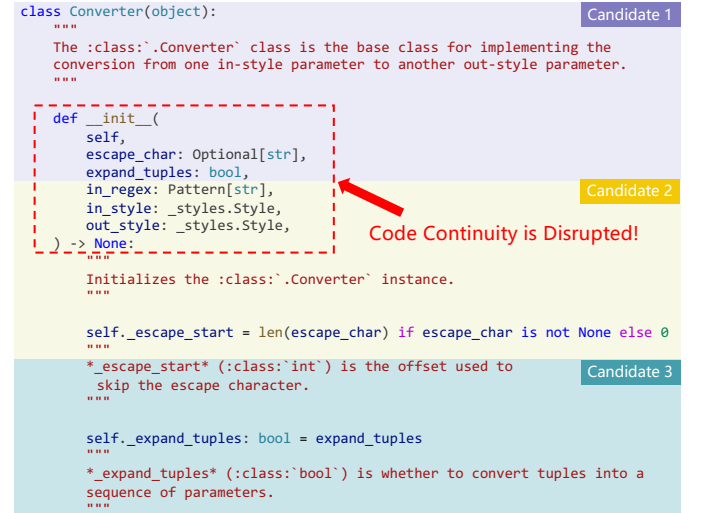 class Converter(object):
Candidate 1
"""
The :class:`.Converter` class is the base class for implementing the
conversion from one in-style parameter to another out-style parameter.
"""
def __init__(
self,
escape_char: Optional[str],
expand_tuples: bool,
in_regex: Pattern[str],
Candidate 2
in_style: _styles.Style,
out_style: _styles.Style,
Code Continuity is Disrupted!
) -> None:
"""
Initializes the :class:`.Converter` instance.
"""
self._escape_start = len(escape_char) if escape_char is not None else 0
"""
*_escape_start* (:class:`int`) is the offset used to
Candidate 3
skip the escape character.
"""
self._expand_tuples: bool = expand_tuples
"""
*_expand_tuples* (:class:`bool`) is whether to convert tuples into a
sequence of parameters.
"""